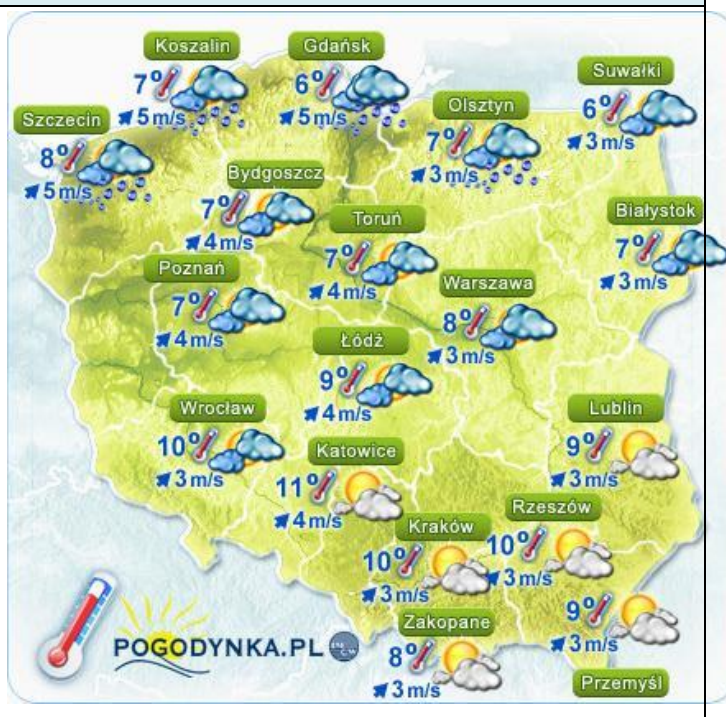 Koszalin
7°
5 m/s
Gdańsk
6°
5 m/s
Suwałki
6°
3 m/s
Szczecin
8°
5 m/s
Olsztyn
7°
3 m/s
Bydgoszcz
7°
4 m/s
Toruń
7°
4 m/s
Białystok
7°
3 m/s
Poznań
7°
4 m/s
Warszawa
8°
3 m/s
Łódź
9°
4 m/s
Wrocław
10°
3 m/s
Katowice
11°
4 m/s
Lublin
9°
3 m/s
Kraków
10°
3 m/s
Rzeszów
10°
3 m/s
Zakopane
8°
3 m/s
9°
3 m/s
Przemyśl
POGODYNKA.PL